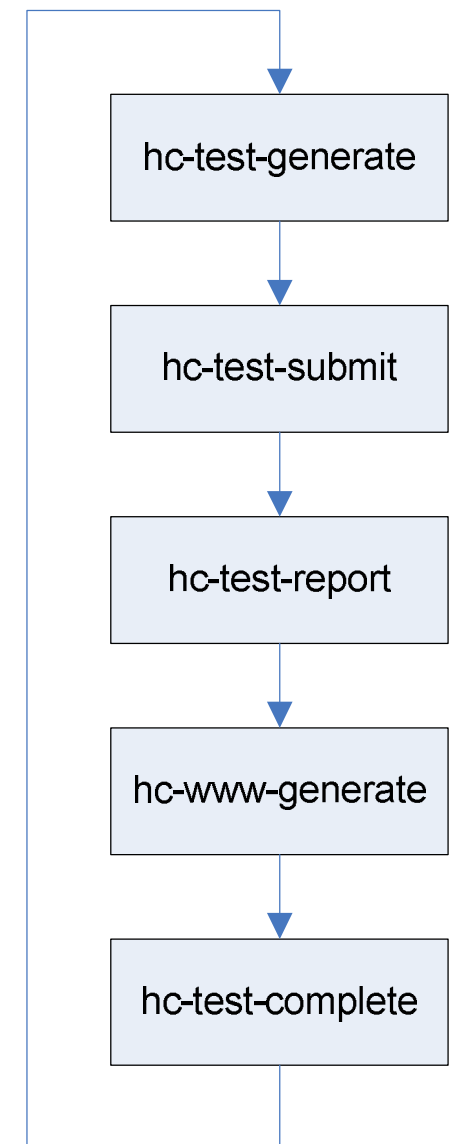 hc-test-generate
hc-test-submit
hc-test-report
hc-www-generate
hc-test-complete